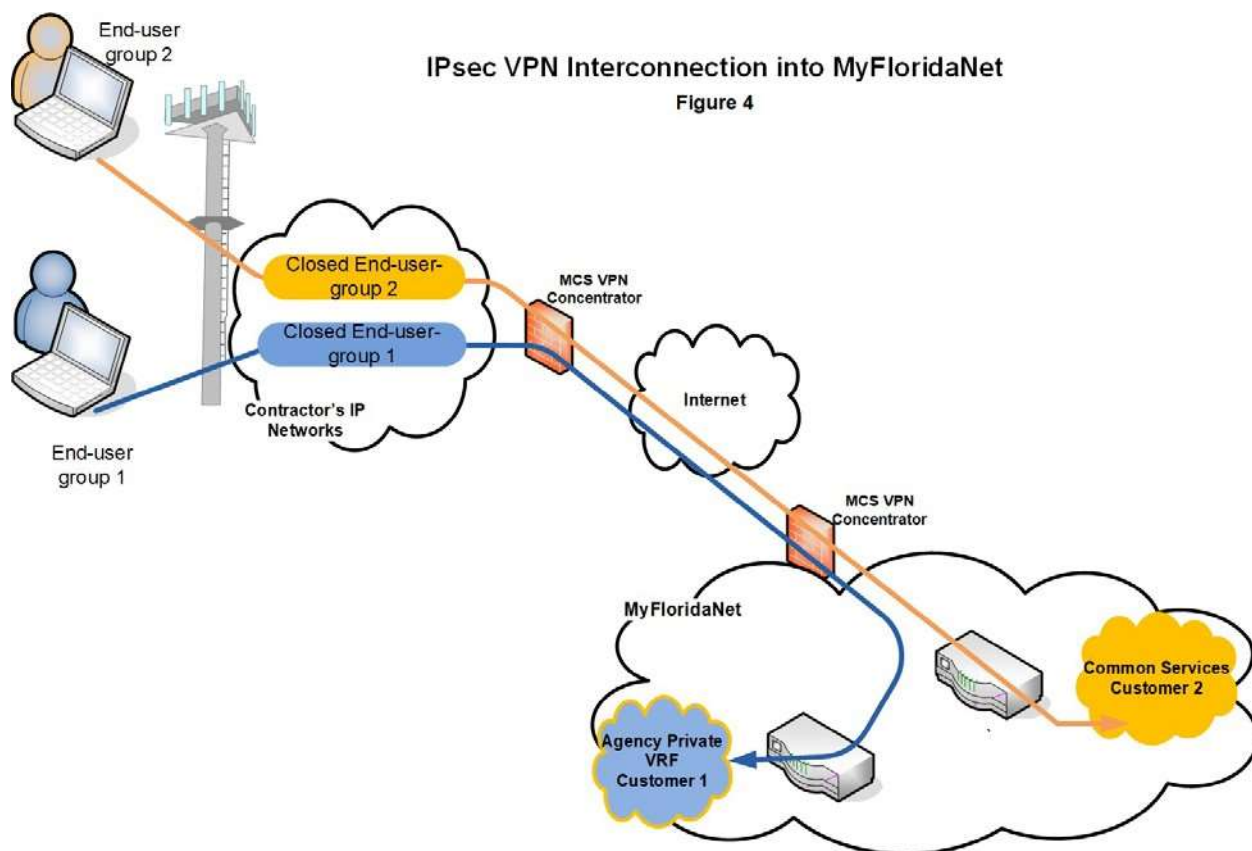 End-user
group 2
IPsec VPN Interconnection into MyFloridaNet
Figure 4
Closed End-user-
group 2
MCS VPN
Concentrator
Closed End-user-
group 1
Internet
Contractor's IP
Networks
End-user
group 1
MCS VPN
Concentrator
MyFloridaNet
Common Services
Customer 2
Agency Private
VRF
Customer 1